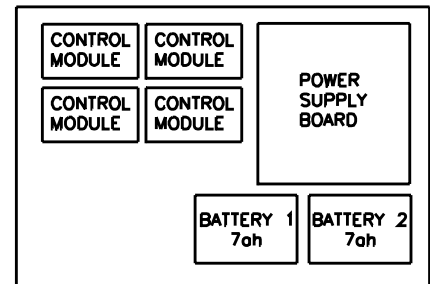 CONTROL MODULE
CONTROL MODULE
POWER SUPPLY BOARD
CONTROL MODULE
CONTROL MODULE
BATTERY 1
7ah
BATTERY 2
7ah